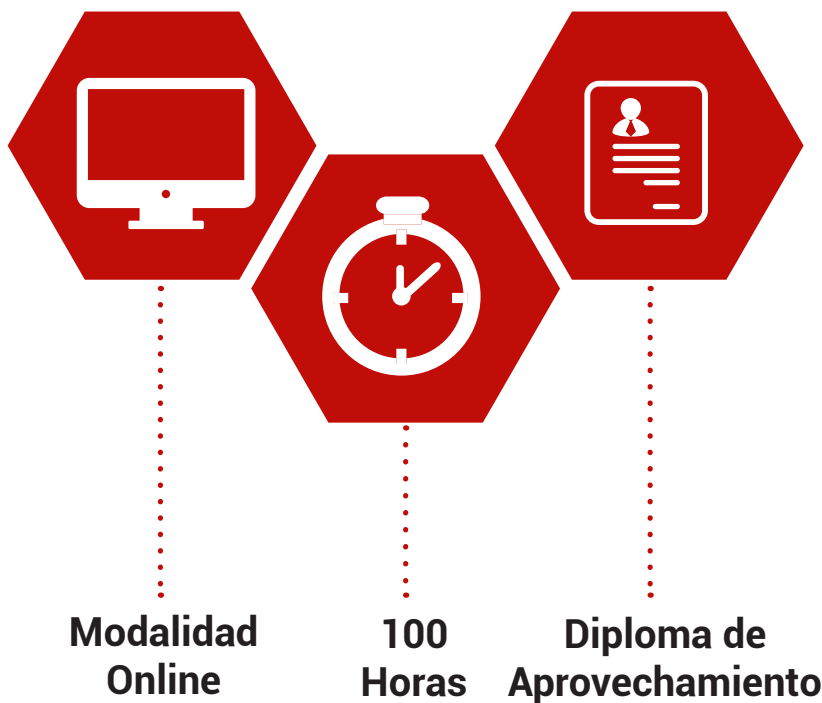 Modalidad
Online
100
Horas
Diploma de
Aprovechamiento